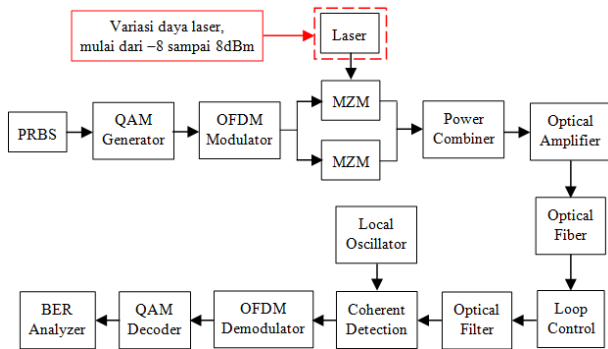 Variasi daya laser,
mulai dari −8 sampai 8dBm
Laser
PRBS
QAM
Generator
OFDM
Modulator
MZM
MZM
Power
Combiner
Optical
Amplifier
Optical
Fiber
Local
Oscillator
BER
Analyzer
QAM
Decoder
OFDM
Demodulator
Coherent
Detection
Optical
Filter
Loop
Control